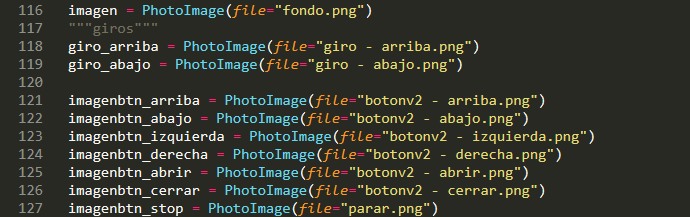 116 imagen = PhotoImage(file="fondo.png")
117 """giros"""
118 giro_arriba = PhotoImage(file="giro - arriba.png")
119 giro_abajo = PhotoImage(file="giro - abajo.png")
120
121 imagenbtn_arriba = PhotoImage(file="botonv2 - arriba.png")
122 imagenbtn_abajo = PhotoImage(file="botonv2 - abajo.png")
123 imagenbtn_izquierda = PhotoImage(file="botonv2 - izquierda.png")
124 imagenbtn_derecha = PhotoImage(file="botonv2 - derecha.png")
125 imagenbtn_abrir = PhotoImage(file="botonv2 - abrir.png")
126 imagenbtn_cerrar = PhotoImage(file="botonv2 - cerrar.png")
127 imagenbtn_stop = PhotoImage(file="parar.png")